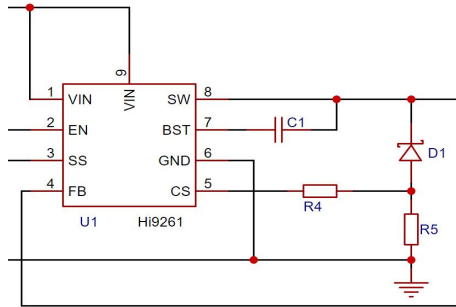 9
VIN
1 VIN SW 8
2 EN BST 7 C1
3 SS GND 6
4 FB CS 5
D1
R4
R5
U1 Hi9261